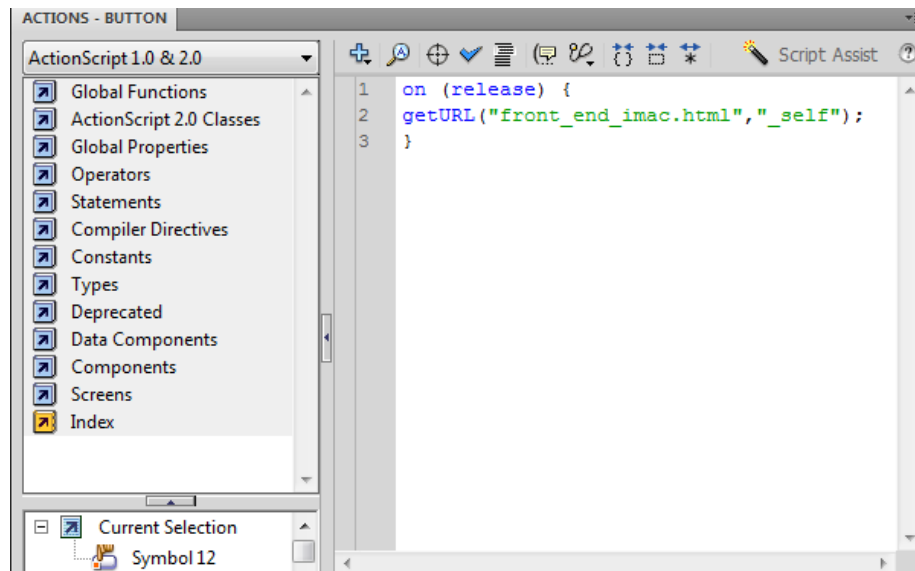 ACTIONS - BUTTON
ActionScript 1.0 & 2.0
Script Assist
Global Functions
ActionScript 2.0 Classes
Global Properties
Operators
Statements
Compiler Directives
Constants
Types
Deprecated
Data Components
Components
Screens
Index
1 on (release) {
2 getURL("front_end_imac.html","_self");
3 }
Current Selection
Symbol 12